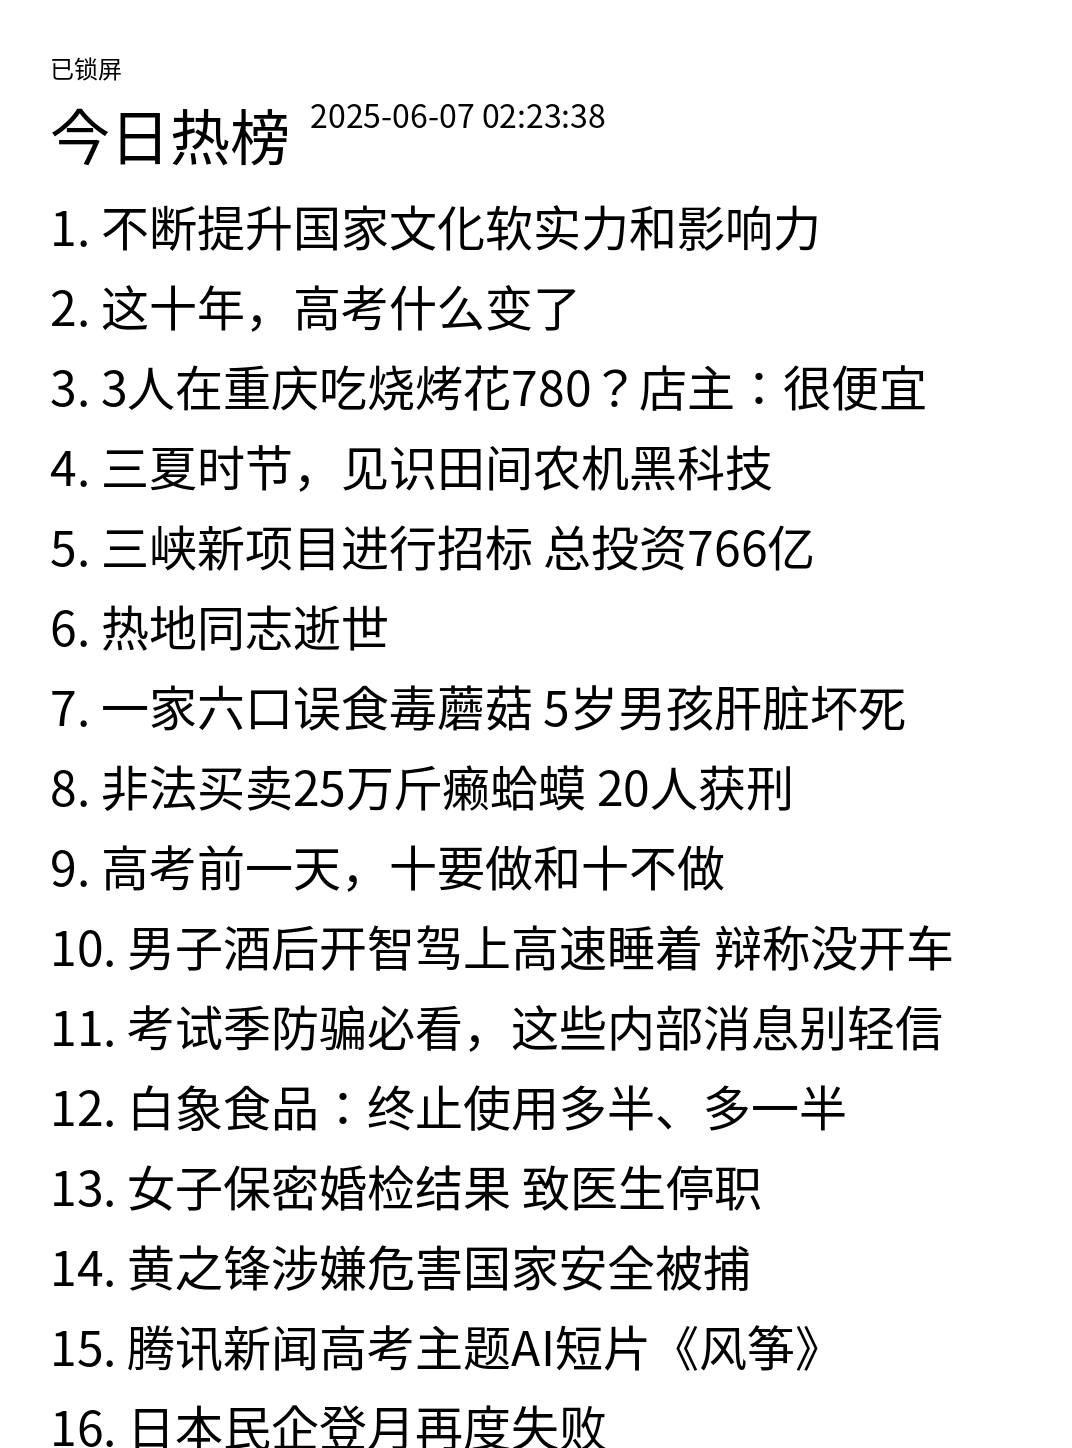 已锁屏
今日热榜 2025-06-07 02:23:38
1. 不断提升国家文化软实力和影响力
2. 这十年，高考什么变了
3. 3人在重庆吃烧烤花780？店主：很便宜
4. 三夏时节，见识田间农机黑科技
5. 三峡新项目进行招标 总投资766亿
6. 热地同志逝世
7. 一家六口误食毒蘑菇 5岁男孩肝脏坏死
8. 非法买卖25万斤癞蛤蟆 20人获刑
9. 高考前一天，十要做和十不做
10. 男子酒后开智驾上高速睡着 辩称没开车
11. 考试季防骗必看，这些内部消息别轻信
12. 白象食品：终止使用多半、多一半
13. 女子保密婚检结果 致医生停职
14. 黄之锋涉嫌危害国家安全被捕
15. 腾讯新闻高考主题AI短片《风筝》
16. 日本民企登月再度失败